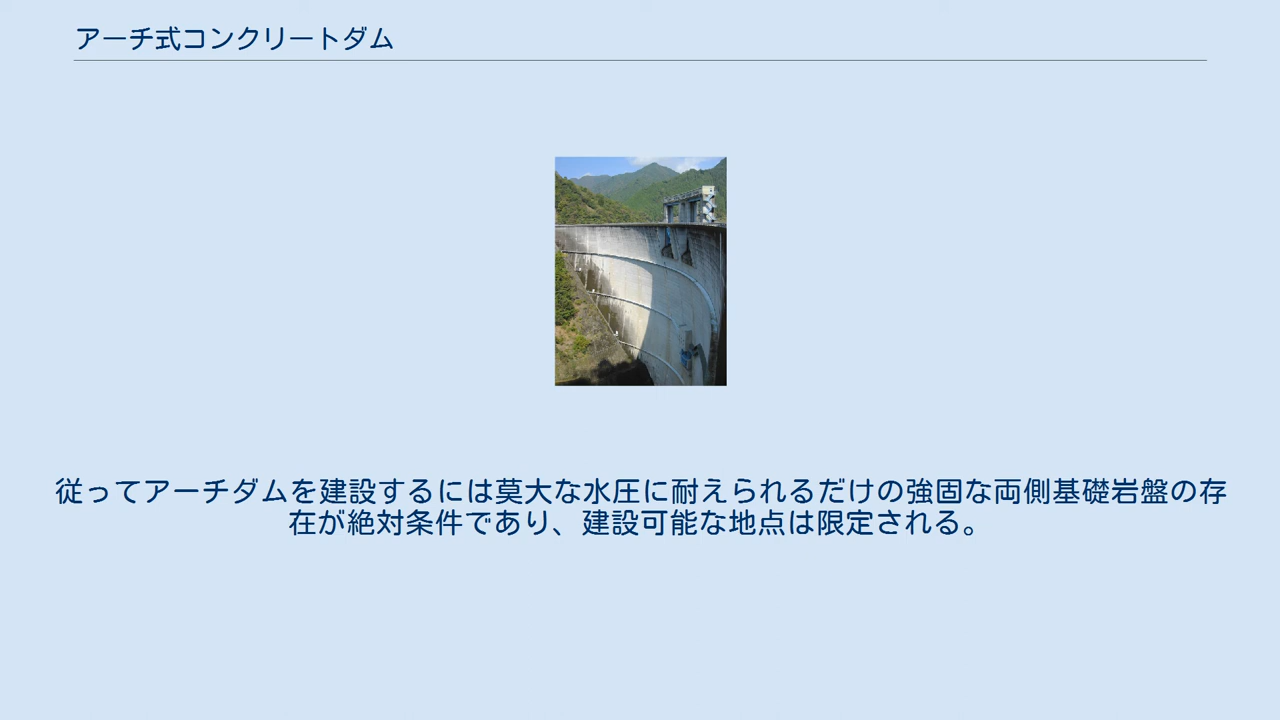 アーチ式コンクリートダム
従ってアーチダムを建設するには莫大な水圧に耐えられるだけの強固な両側基礎岩盤の存
在が絶対条件であり、建設可能な地点は限定される。